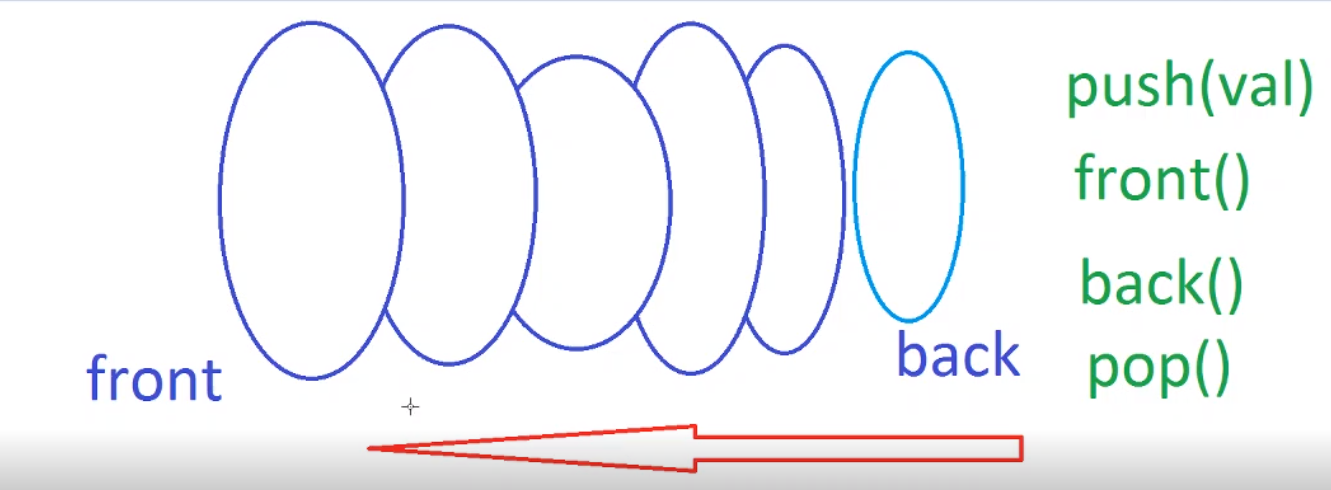 push(val)
front()
back()
pop()
front
back